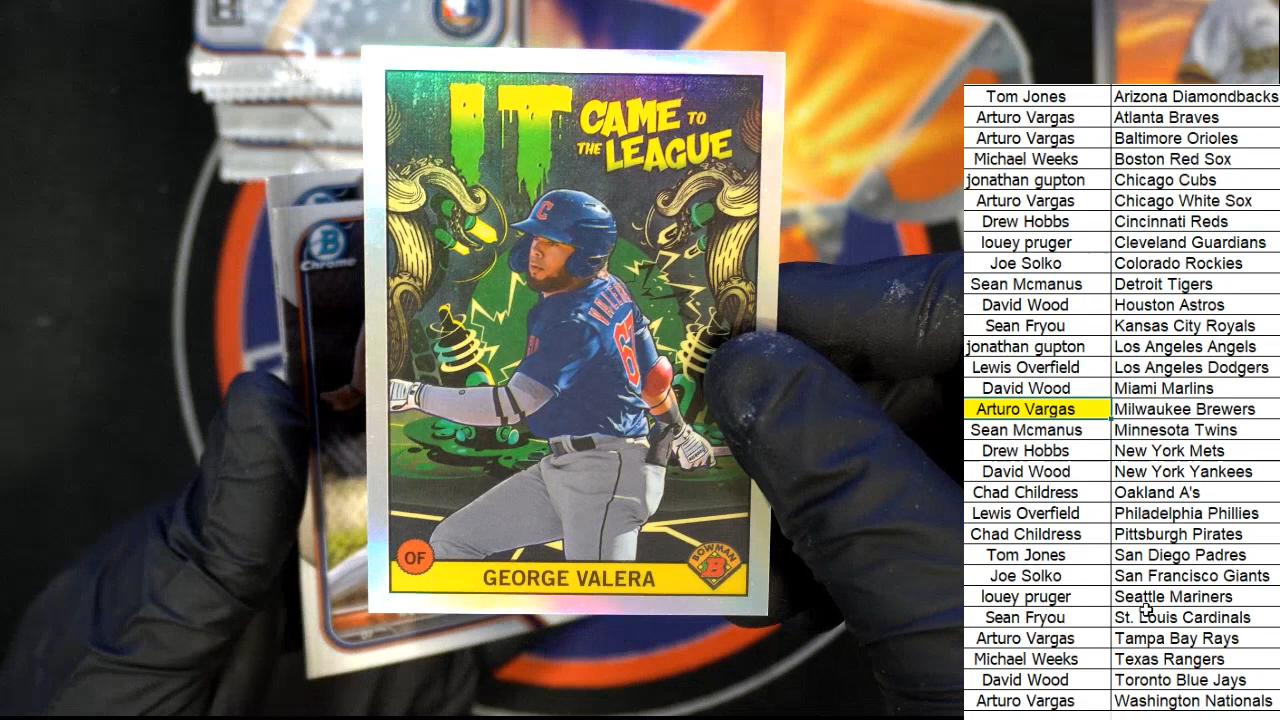 IT CAME TO
THE LEAGUE
C
VALE
67
OF
GEORGE VALERA
BOWMAN
B
B
Chrome
Tom Jones Arizona Diamondbacks
Arturo Vargas Atlanta Braves
Arturo Vargas Baltimore Orioles
Michael Weeks Boston Red Sox
jonathan gupton Chicago Cubs
Arturo Vargas Chicago White Sox
Drew Hobbs Cincinnati Reds
louey pruger Cleveland Guardians
Joe Solko Colorado Rockies
Sean Mcmanus Detroit Tigers
David Wood Houston Astros
Sean Fryou Kansas City Royals
jonathan gupton Los Angeles Angels
Lewis Overfield Los Angeles Dodgers
David Wood Miami Marlins
Arturo Vargas Milwaukee Brewers
Sean Mcmanus Minnesota Twins
Drew Hobbs New York Mets
David Wood New York Yankees
Chad Childress Oakland A's
Lewis Overfield Philadelphia Phillies
Chad Childress Pittsburgh Pirates
Tom Jones San Diego Padres
Joe Solko San Francisco Giants
louey pruger Seattle Mariners
Sean Fryou St. Louis Cardinals
Arturo Vargas Tampa Bay Rays
Michael Weeks Texas Rangers
David Wood Toronto Blue Jays
Arturo Vargas Washington Nationals